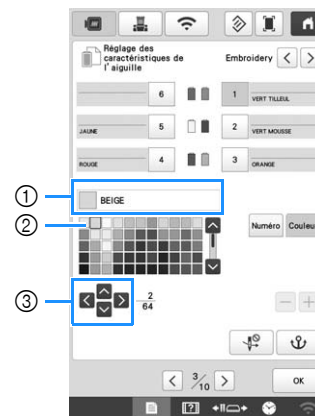 Réglage des
caractéristiques de
l'aiguille
Embroidery
6
1
VERT TILLEUL
JAUNE
5
2
VERT MOUSSE
ROUGE
4
3
ORANGE
① BEIGE
②
Numéro
Couleu
③
2
64
3/10
OK